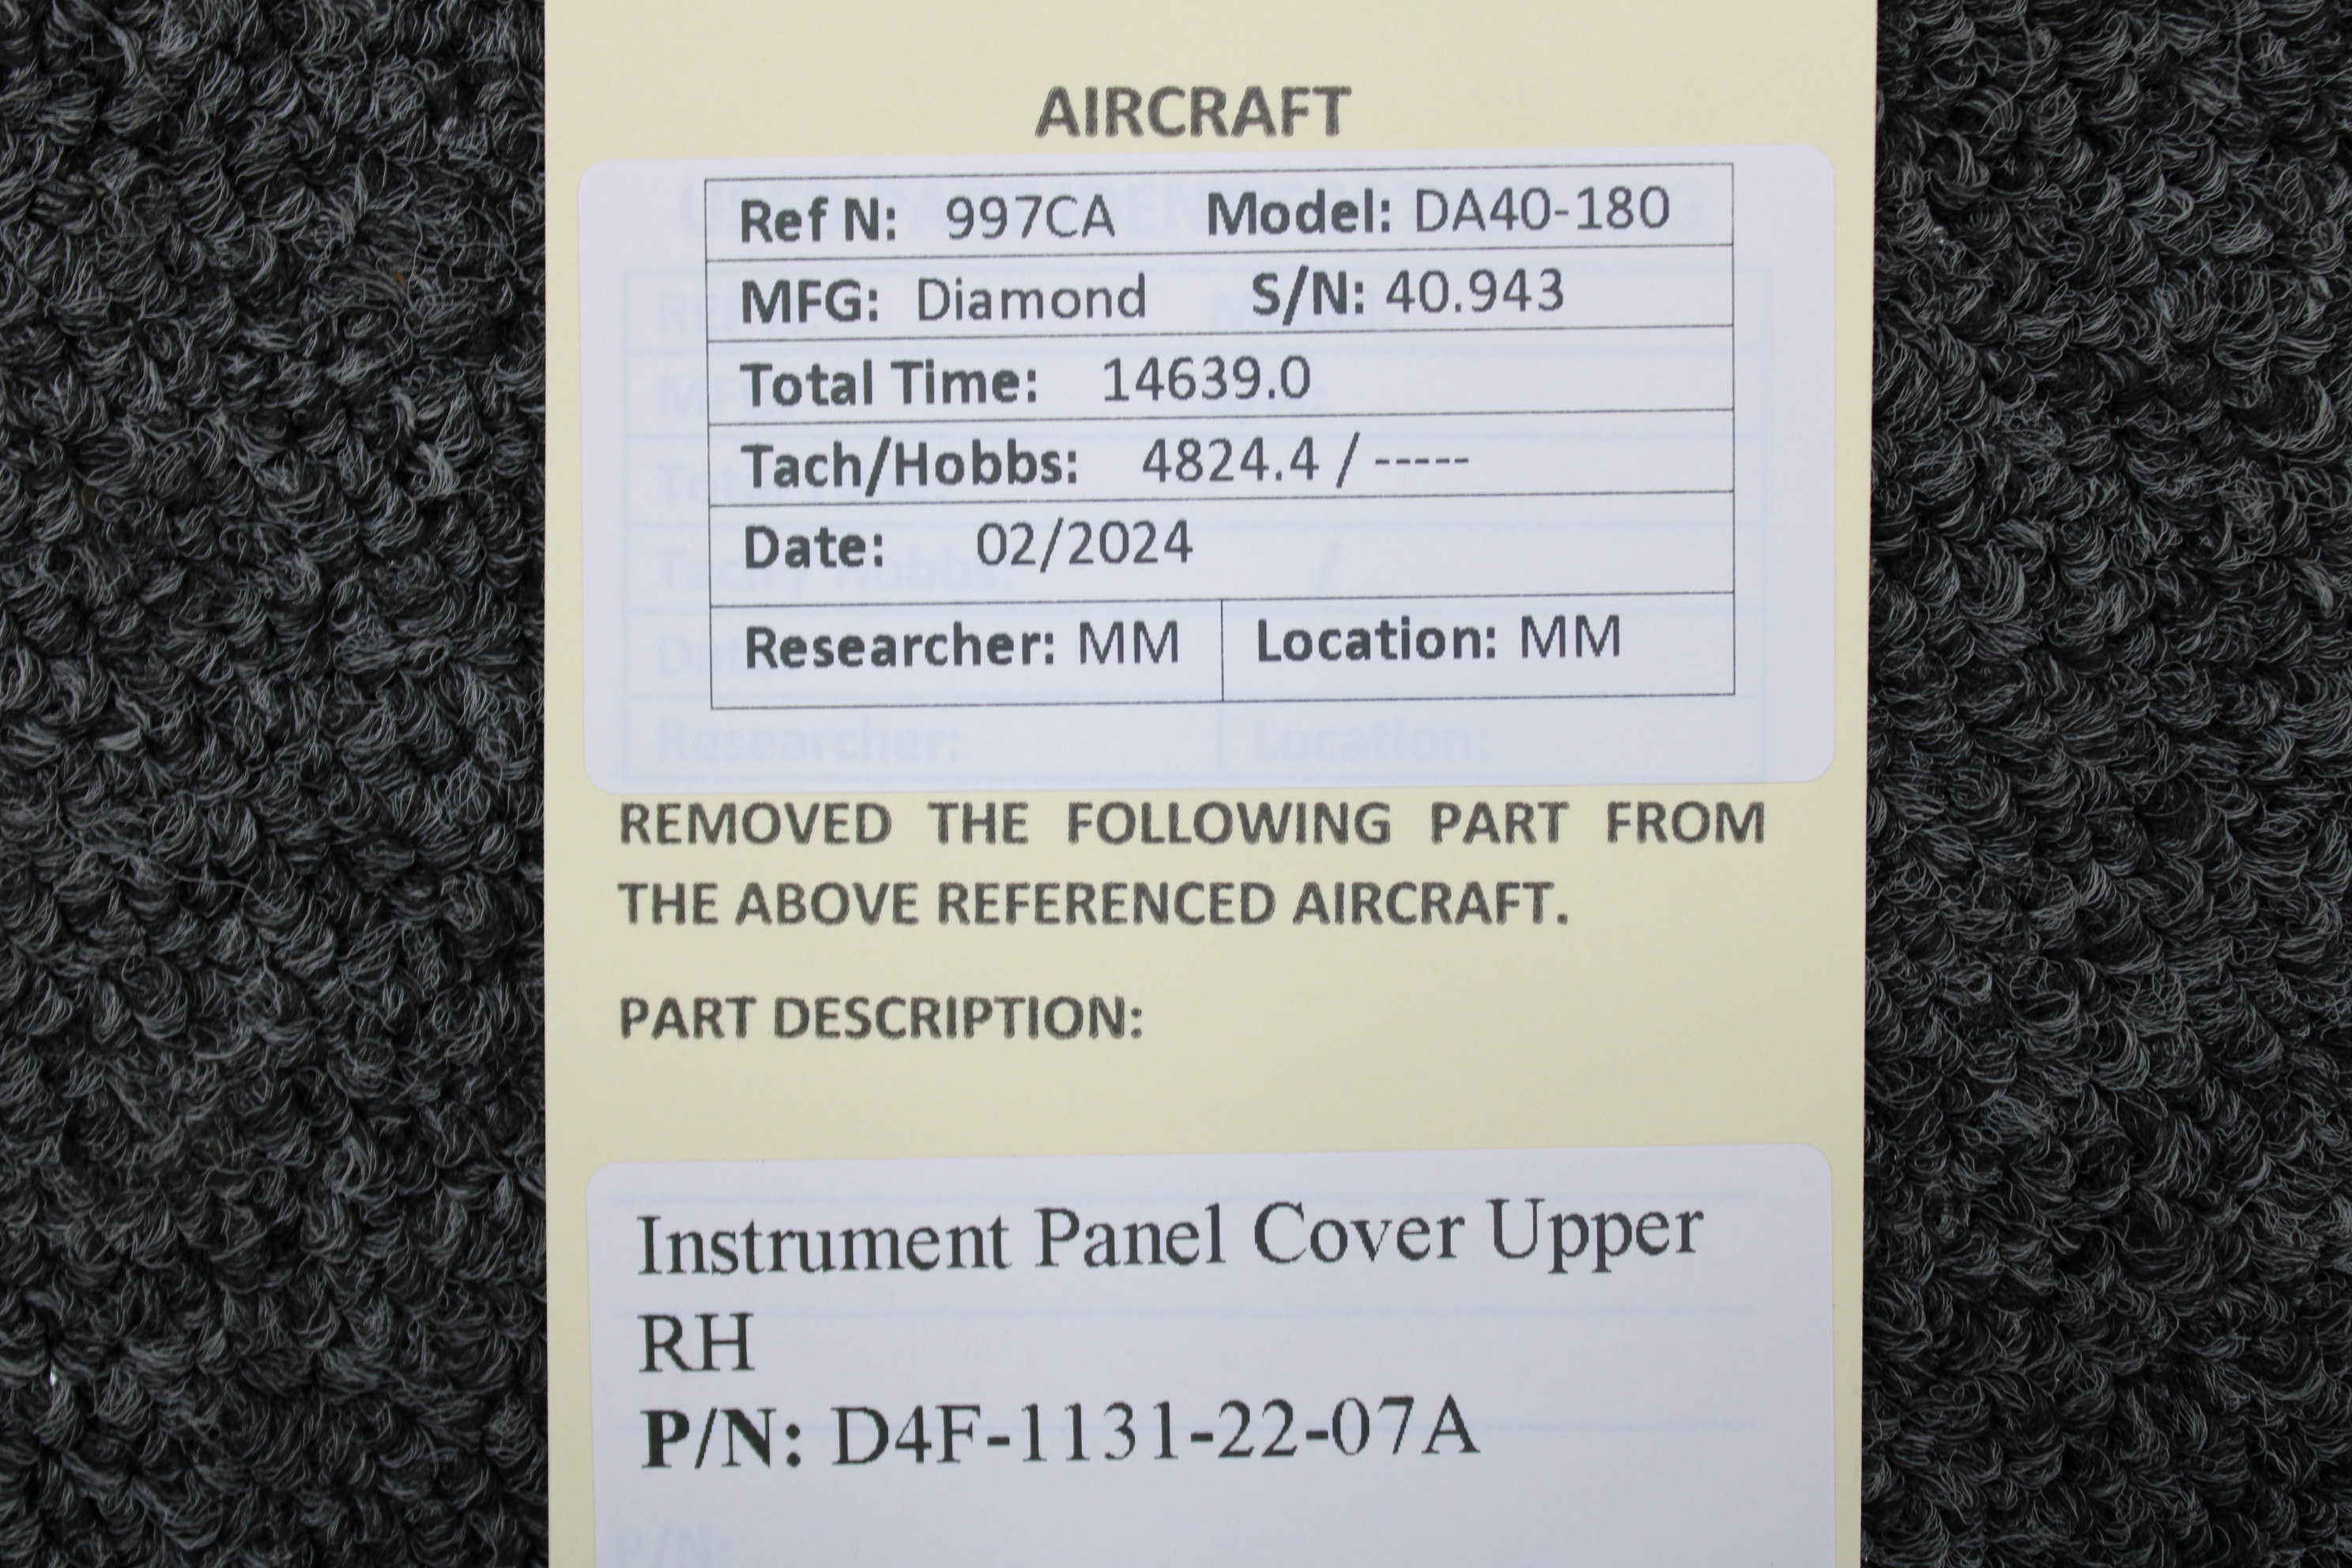 AIRCRAFT
Ref N: 997CA Model: DA40-180
MFG: Diamond S/N: 40.943
Total Time: 14639.0
Tach/Hobbs: 4824.4 / -----
Date: 02/2024
Researcher: MM Location: MM
Researcher: Location:
REMOVED THE FOLLOWING PART FROM
THE ABOVE REFERENCED AIRCRAFT.
PART DESCRIPTION:
Instrument Panel Cover Upper
RH
P/N: D4F-1131-22-07A
P/N: